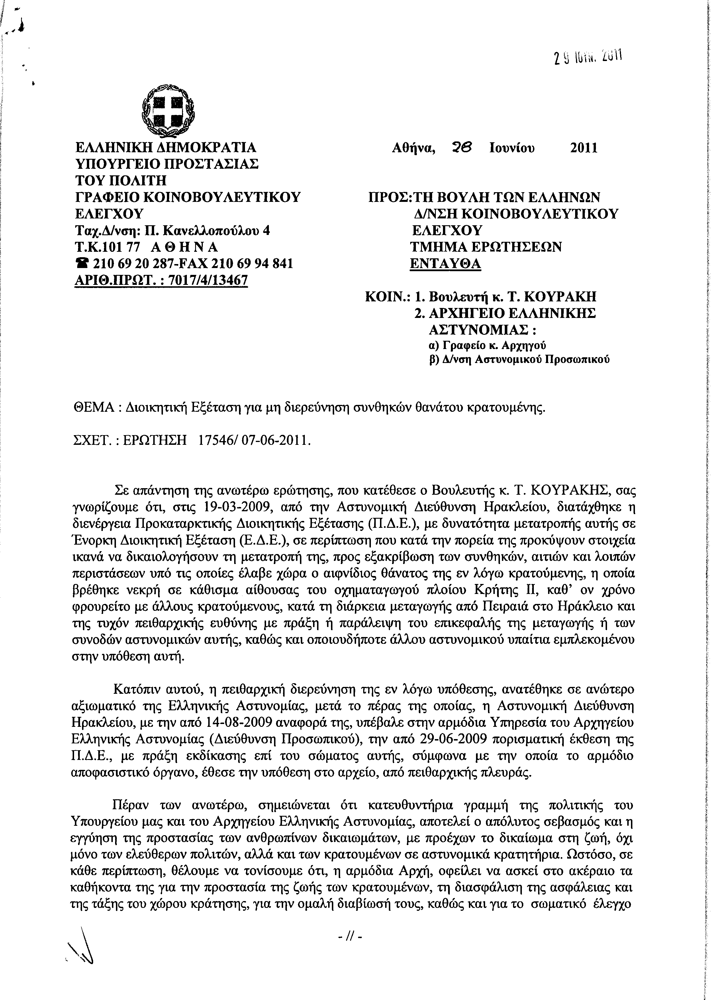 29 ΙΟΥΝ. 2011
ΕΛΛΗΝΙΚΗ ΔΗΜΟΚΡΑΤΙΑ
ΥΠΟΥΡΓΕΙΟ ΠΡΟΣΤΑΣΙΑΣ
ΤΟΥ ΠΟΛΙΤΗ
ΓΡΑΦΕΙΟ ΚΟΙΝΟΒΟΥΛΕΥΤΙΚΟΥ
ΕΛΕΓΧΟΥ
Ταχ.Δ/νση: Π. Κανελλοπούλου 4
Τ.Κ.101 77 Α Θ Η Ν Α
☎ 210 69 20 287-FAX 210 69 94 841
ΑΡΙΘ.ΠΡΩΤ. : 7017/4/13467
Αθήνα, 28 Ιουνίου 2011
ΠΡΟΣ:ΤΗ ΒΟΥΛΗ ΤΩΝ ΕΛΛΗΝΩΝ
Δ/ΝΣΗ ΚΟΙΝΟΒΟΥΛΕΥΤΙΚΟΥ
ΕΛΕΓΧΟΥ
ΤΜΗΜΑ ΕΡΩΤΗΣΕΩΝ
ΕΝΤΑΥΘΑ
ΚΟΙΝ.: 1. Βουλευτή κ. Τ. ΚΟΥΡΑΚΗ
2. ΑΡΧΗΓΕΙΟ ΕΛΛΗΝΙΚΗΣ
ΑΣΤΥΝΟΜΙΑΣ :
α) Γραφείο κ. Αρχηγού
β) Δ/νση Αστυνομικού Προσωπικού
ΘΕΜΑ : Διοικητική Εξέταση για μη διερεύνηση συνθηκών θανάτου κρατουμένης.
ΣΧΕΤ. : ΕΡΩΤΗΣΗ 17546/ 07-06-2011.
Σε απάντηση της ανωτέρω ερώτησης, που κατέθεσε ο Βουλευτής κ. Τ. ΚΟΥΡΑΚΗΣ, σας
γνωρίζουμε ότι, στις 19-03-2009, από την Αστυνομική Διεύθυνση Ηρακλείου, διατάχθηκε η
διενέργεια Προκαταρκτικής Διοικητικής Εξέτασης (Π.Δ.Ε.), με δυνατότητα μετατροπής αυτής σε
Ένορκη Διοικητική Εξέταση (Ε.Δ.Ε.), σε περίπτωση που κατά την πορεία της προκύψουν στοιχεία
ικανά να δικαιολογήσουν τη μετατροπή της, προς εξακρίβωση των συνθηκών, αιτιών και λοιπών
περιστάσεων υπό τις οποίες έλαβε χώρα ο αιφνίδιος θάνατος της εν λόγω κρατούμενης, η οποία
βρέθηκε νεκρή σε κάθισμα αίθουσας του οχηματαγωγού πλοίου Κρήτης ΙΙ, καθ’ ον χρόνο
φρουρείτο με άλλους κρατούμενους, κατά τη διάρκεια μεταγωγής από Πειραιά στο Ηράκλειο και
της τυχόν πειθαρχικής ευθύνης με πράξη ή παράλειψη του επικεφαλής της μεταγωγής ή των
συνοδών αστυνομικών αυτής, καθώς και οποιουδήποτε άλλου αστυνομικού υπαίτια εμπλεκομένου
στην υπόθεση αυτή.
Κατόπιν αυτού, η πειθαρχική διερεύνηση της εν λόγω υπόθεσης, ανατέθηκε σε ανώτερο
αξιωματικό της Ελληνικής Αστυνομίας, μετά το πέρας της οποίας, η Αστυνομική Διεύθυνση
Ηρακλείου, με την από 14-08-2009 αναφορά της, υπέβαλε στην αρμόδια Υπηρεσία του Αρχηγείου
Ελληνικής Αστυνομίας (Διεύθυνση Προσωπικού), την από 29-06-2009 πορισματική έκθεση της
Π.Δ.Ε., με πράξη εκδίκασης επί του σώματος αυτής, σύμφωνα με την οποία το αρμόδιο
αποφασιστικό όργανο, έθεσε την υπόθεση στο αρχείο, από πειθαρχικής πλευράς.
Πέραν των ανωτέρω, σημειώνεται ότι κατευθυντήρια γραμμή της πολιτικής του
Υπουργείου μας και του Αρχηγείου Ελληνικής Αστυνομίας, αποτελεί ο απόλυτος σεβασμός και η
εγγύηση της προστασίας των ανθρωπίνων δικαιωμάτων, με προέχων το δικαίωμα στη ζωή, όχι
μόνο των ελεύθερων πολιτών, αλλά και των κρατουμένων σε αστυνομικά κρατητήρια. Ωστόσο, σε
κάθε περίπτωση, θέλουμε να τονίσουμε ότι, η αρμόδια Αρχή, οφείλει να ασκεί στο ακέραιο τα
καθήκοντα της για την προστασία της ζωής των κρατουμένων, τη διασφάλιση της ασφάλειας και
της τάξης του χώρου κράτησης, για την ομαλή διαβίωσή τους, καθώς και για το σωματικό έλεγχο
- // -